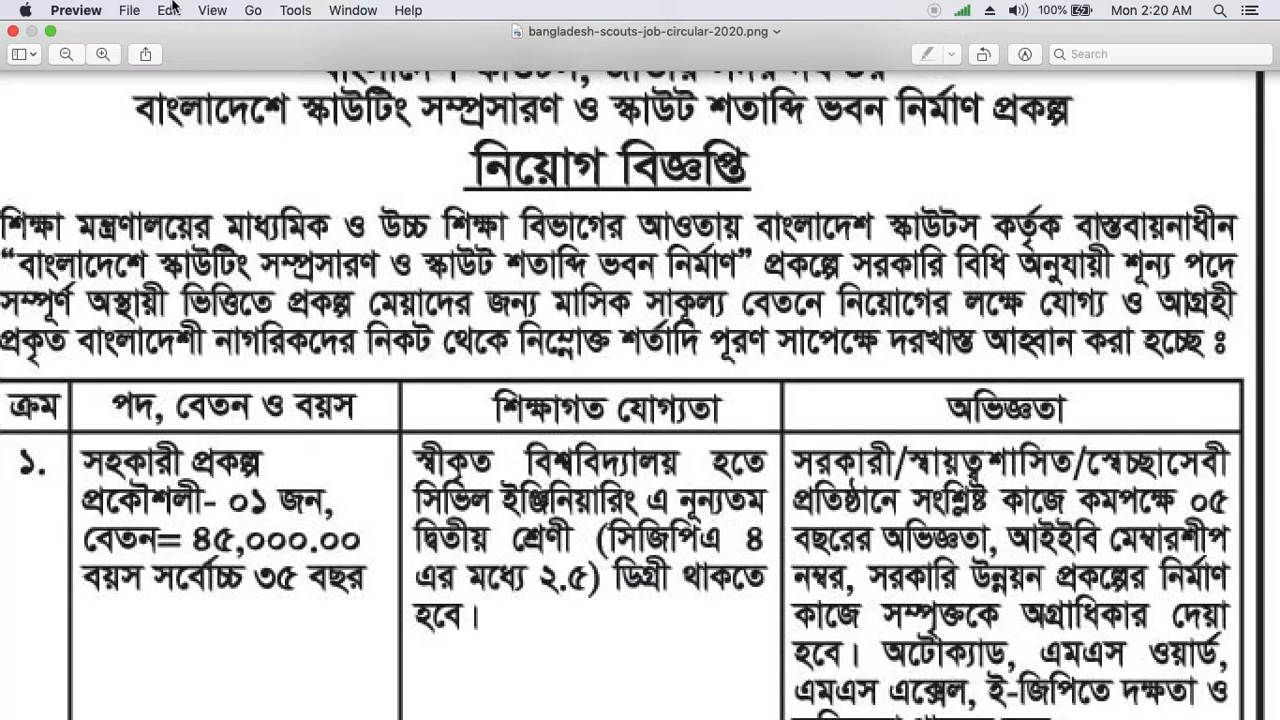 Preview File Edit View Go Tools Window Help 100% Mon 2:20 AM
bangladesh-scouts-job-circular-2020.png
Search
বাংলাদেশে স্কাউটিং সম্প্রসারণ ও স্কাউট শতাব্দি ভবন নির্মাণ প্রকল্প
নিয়োগ বিজ্ঞপ্তি
শিক্ষা মন্ত্রণালয়ের মাধ্যমিক ও উচ্চ শিক্ষা বিভাগের আওতায় বাংলাদেশ স্কাউটস কর্তৃক বাস্তবায়নাধীন
“বাংলাদেশে স্কাউটিং সম্প্রসারণ ও স্কাউট শতাব্দি ভবন নির্মাণ” প্রকল্পে সরকারি বিধি অনুযায়ী শূন্য পদে
সম্পূর্ণ অস্থায়ী ভিত্তিতে প্রকল্প মেয়াদের জন্য মাসিক সাকূল্য বেতনে নিয়োগের লক্ষে যোগ্য ও আগ্রহী
প্রকৃত বাংলাদেশী নাগরিকদের নিকট থেকে নিম্নোক্ত শর্তাদি পূরণ সাপেক্ষে দরখাস্ত আহ্বান করা হচ্ছে ঃ
ক্রম পদ, বেতন ও বয়স শিক্ষাগত যোগ্যতা অভিজ্ঞতা
১.
সহকারী প্রকল্প
প্রকৌশলী- ০১ জন,
বেতন= ৪৫,০০০.০০
বয়স সর্বোচ্চ ৩৫ বছর
স্বীকৃত বিশ্ববিদ্যালয় হতে
সিভিল ইঞ্জিনিয়ারিং এ নূন্যতম
দ্বিতীয় শ্রেণী (সিজিপিএ ৪
এর মধ্যে ২.৫) ডিগ্রী থাকতে
হবে।
সরকারী/স্বায়ত্বশাসিত/স্বেচ্ছাসেবী
প্রতিষ্ঠানে সংশ্লিষ্ট কাজে কমপক্ষে ০৫
বছরের অভিজ্ঞতা, আইইবি মেম্বারশীপ
নম্বর, সরকারি উন্নয়ন প্রকল্পের নির্মাণ
কাজে সম্পৃক্তকে অগ্রাধিকার দেয়া
হবে। অটোক্যাড, এমএস ওয়ার্ড,
এমএস এক্সেল, ই-জিপিতে দক্ষতা ও